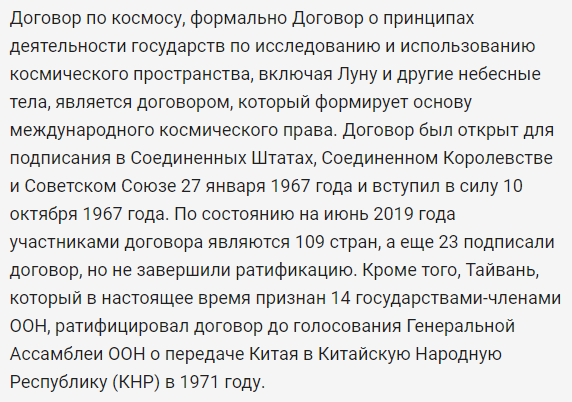 Договор по космосу, формально Договор о принципах
деятельности государств по исследованию и использованию
космического пространства, включая Луну и другие небесные
тела, является договором, который формирует основу
международного космического права. Договор был открыт для
подписания в Соединенных Штатах, Соединенном Королевстве
и Советском Союзе 27 января 1967 года и вступил в силу 10
октября 1967 года. По состоянию на июнь 2019 года
участниками договора являются 109 стран, а еще 23 подписали
договор, но не завершили ратификацию. Кроме того, Тайвань,
который в настоящее время признан 14 государствами-членами
ООН, ратифицировал договор до голосования Генеральной
Ассамблеи ООН о передаче Китая в Китайскую Народную
Республику (КНР) в 1971 году.